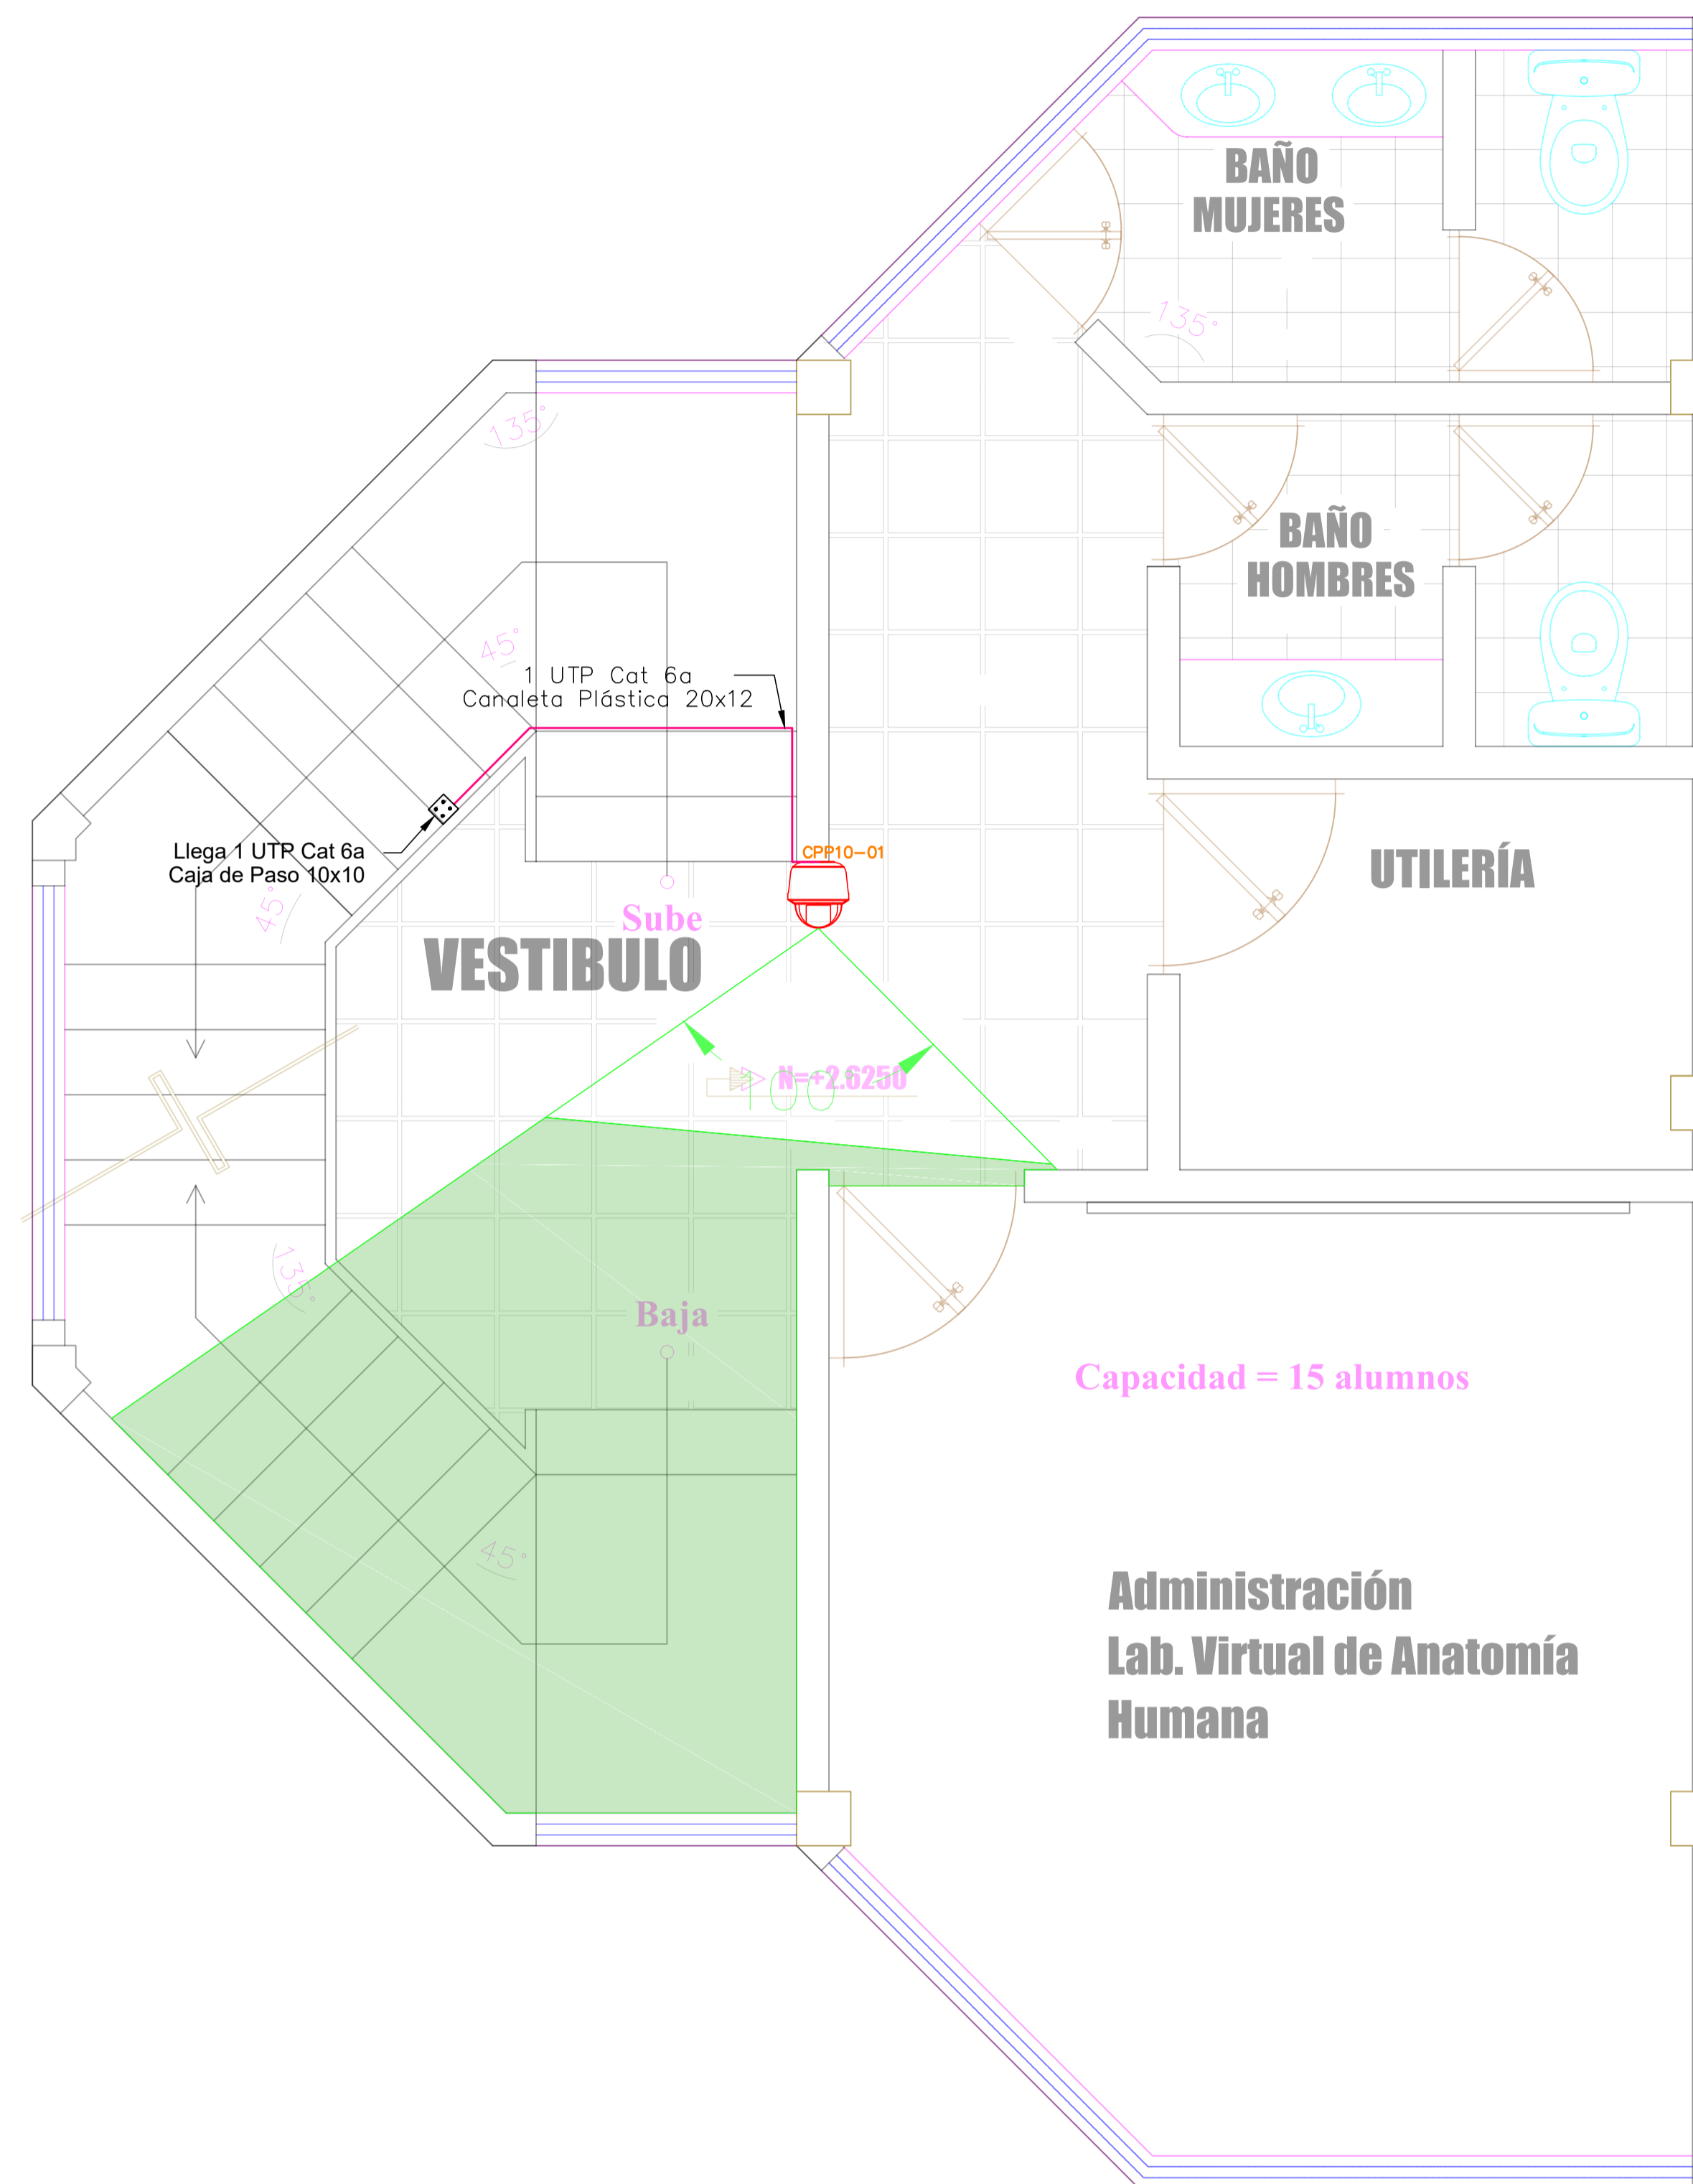 BAÑO
MUJERES
135°
135°
BAÑO
HOMBRES
45°
1 UTP Cat 6a
Canaleta Plástica 20x12
Llega 1 UTP Cat 6a
Caja de Paso 10x10
CPP10-01
UTILERÍA
45°
Sube
VESTIBULO
N=+2.6250
100°
135°
Baja
Capacidad = 15 alumnos
45°
Administración
Lab. Virtual de Anatomía
Humana